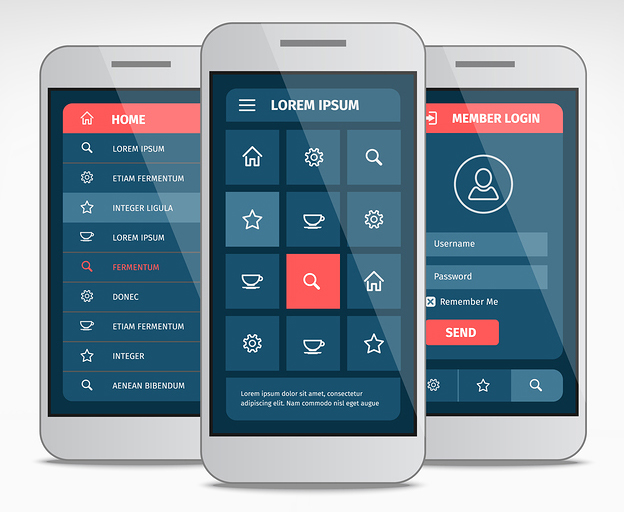 HOME
LOREM IPSUM
ETIAM FERMENTUM
INTEGER LIGULA
LOREM IPSUM
FERMENTUM
DONEC
ETIAM FERMENTUM
INTEGER
AENEAN BIBENDUM
LOREM IPSUM
Lorem ipsum dolor sit amet, consectetur
adipiscing elit. Nam commodo nisl eget augue
MEMBER LOGIN
Username
Password
Remember Me
SEND